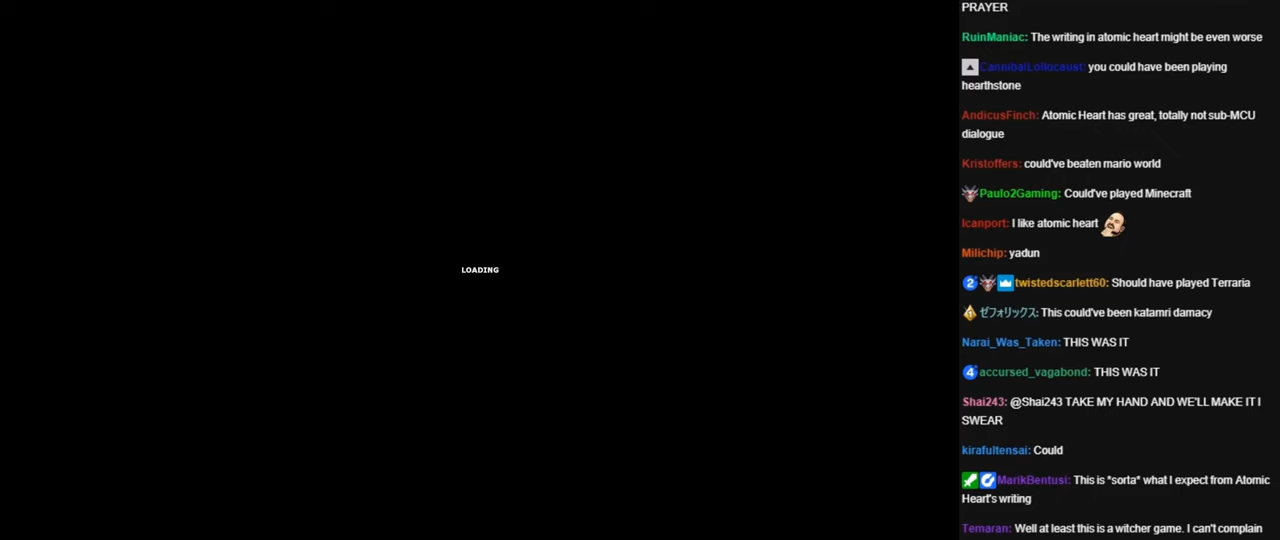 LOADING
PRAYER
RuinManiac: The writing in atomic heart might be even worse
CannibalLollocaust: you could have been playing
hearthstone
AndicusFinch: Atomic Heart has great, totally not sub-MCU
dialogue
Kristoffers: could've beaten mario world
Paulo2Gaming: Could've played Minecraft
Icanport: I like atomic heart
Milichip: yadun
2 twistedscarlett60: Should have played Terraria
1 ゼフォリックス: This could've been katamri damacy
Narai_Was_Taken: THIS WAS IT
4 accursed_vagabond: THIS WAS IT
Shai243: @Shai243 TAKE MY HAND AND WE'LL MAKE IT I
SWEAR
kirafultensai: Could
MarikBentusi: This is *sorta* what I expect from Atomic
Heart's writing
Temaran: Well at least this is a witcher game. I can't complain